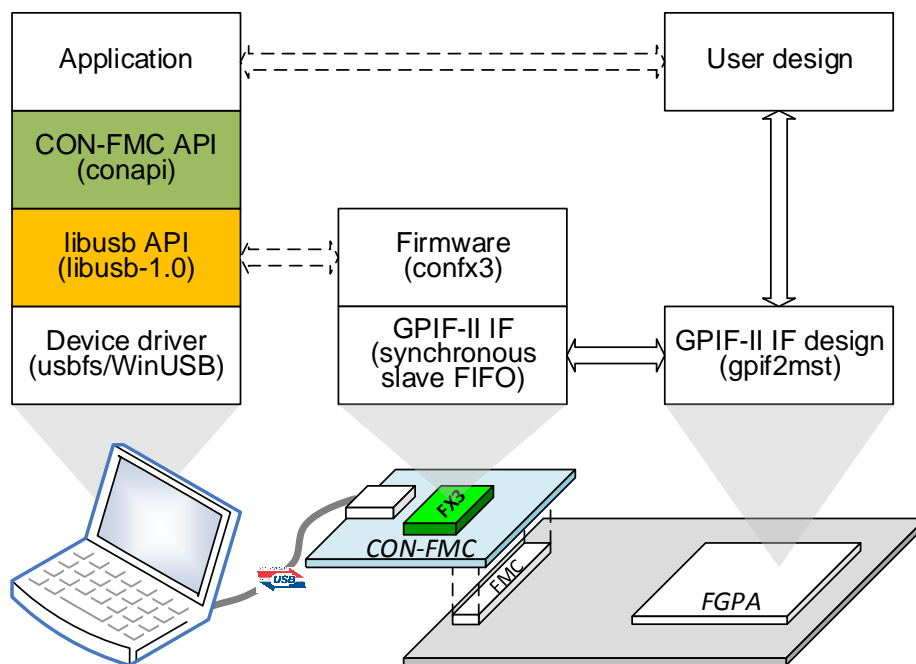 Application
User design
CON-FMC API
(conapi)
libusb API
(libusb-1.0)
Firmware
(confx3)
Device driver
(usbfs/WinUSB)
GPIF-II IF
(synchronous
slave FIFO)
GPIF-II IF design
(gpif2mst)
FX3
CON-FMC
USB
FMC
FGPA